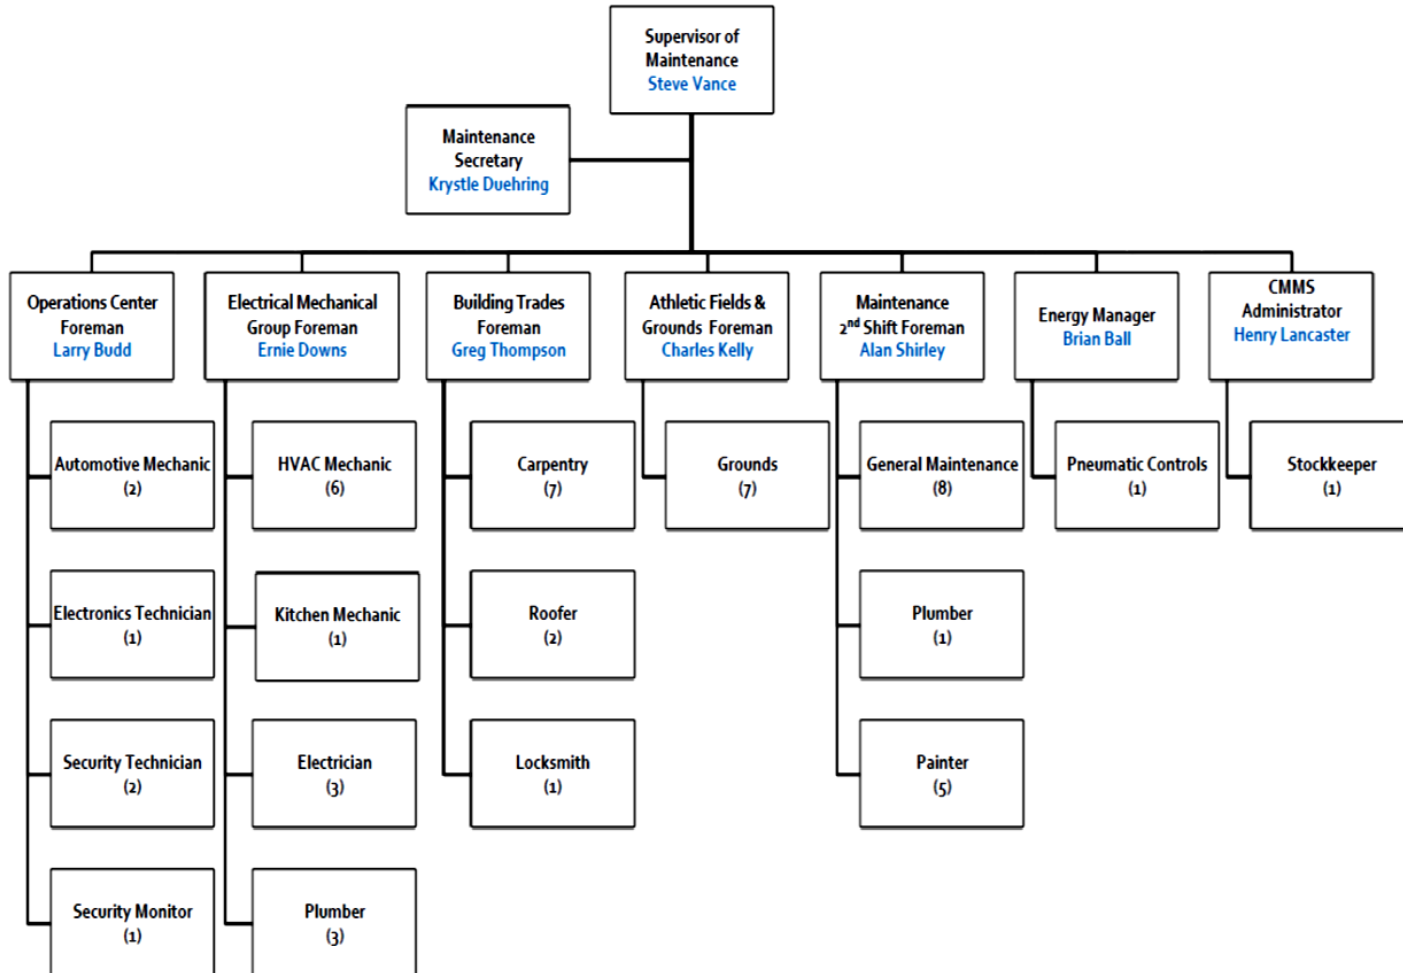 Supervisor of
Maintenance
Steve Vance
Maintenance
Secretary
Krystle Duehring
Operations Center
Foreman
Larry Budd
Electrical Mechanical
Group Foreman
Ernie Downs
Building Trades
Foreman
Greg Thompson
Athletic Fields &
Grounds Foreman
Charles Kelly
Maintenance
2nd Shift Foreman
Alan Shirley
Energy Manager
Brian Ball
CMMS
Administrator
Henry Lancaster
Automotive Mechanic
(2)
HVAC Mechanic
(6)
Carpentry
(7)
Grounds
(7)
General Maintenance
(8)
Pneumatic Controls
(1)
Stockkeeper
(1)
Electronics Technician
(1)
Kitchen Mechanic
(1)
Roofer
(2)
Plumber
(1)
Security Technician
(2)
Electrician
(3)
Locksmith
(1)
Painter
(5)
Security Monitor
(1)
Plumber
(3)